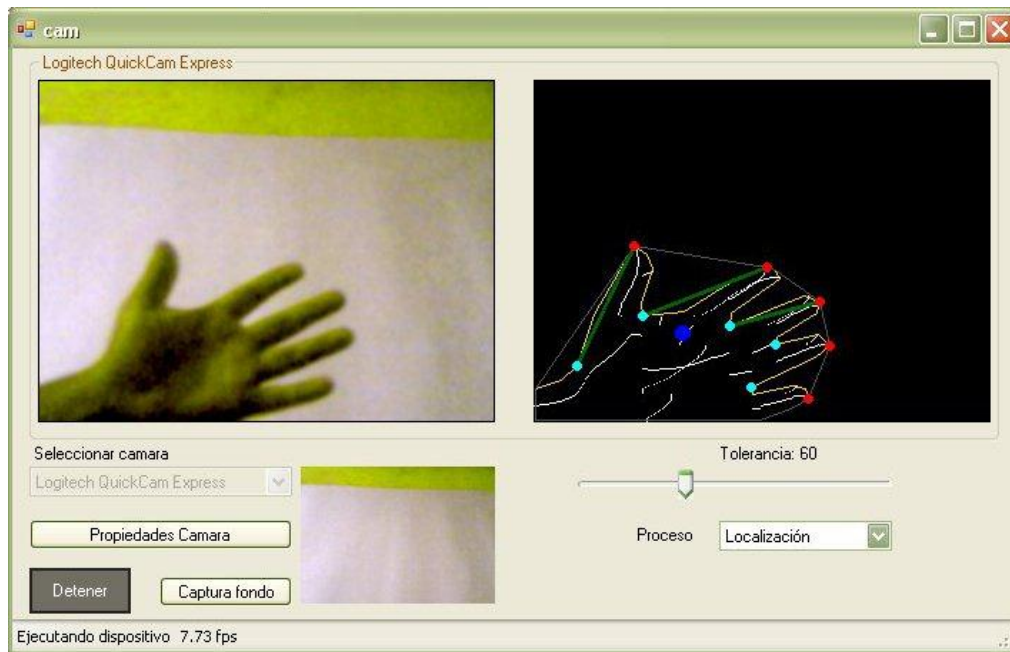 cam
Logitech QuickCam Express
Seleccionar camara
Tolerancia: 60
Logitech QuickCam Express
Propiedades Camara
Proceso
Localización
Detener
Captura fondo
Ejecutando dispositivo 7.73 fps